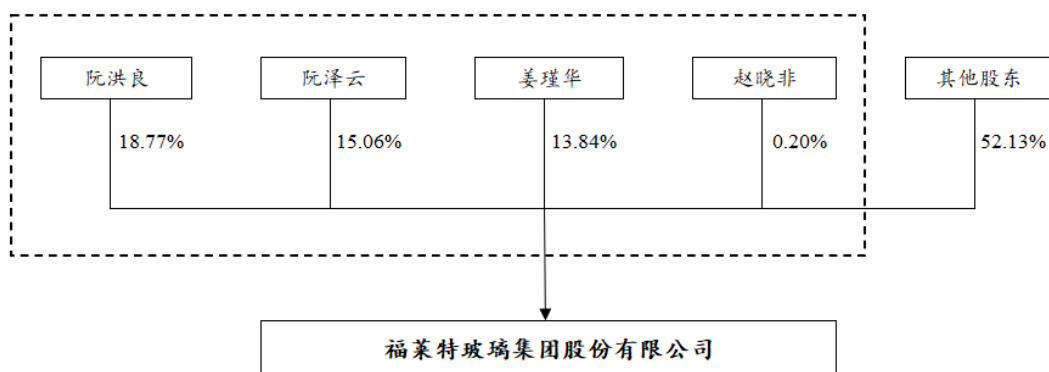 阮洪良
阮泽云
姜瑾华
赵晓非
其他股东
18.77%
15.06%
13.84%
0.20%
52.13%
福莱特玻璃集团股份有限公司